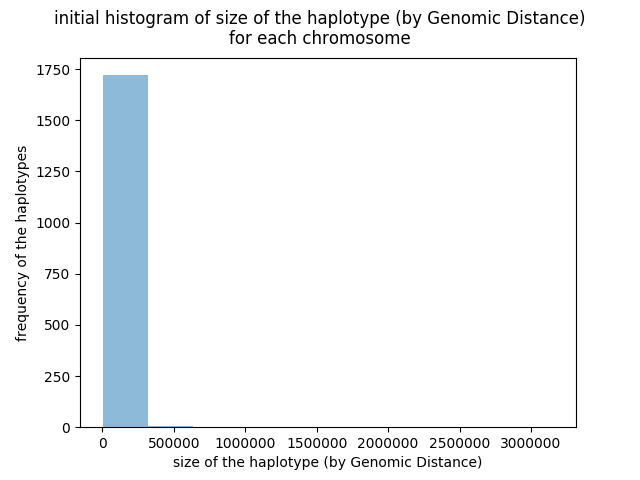 initial histogram of size of the haplotype (by Genomic Distance)
for each chromosome
1750
1500
1250
1000
750
500
250
0
frequency of the haplotypes
0 500000 1000000 1500000 2000000 2500000 3000000
size of the haplotype (by Genomic Distance)